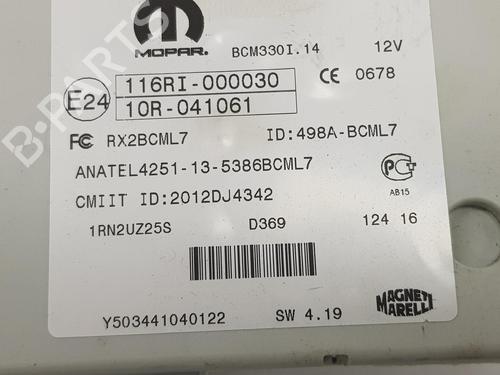 MOPAR. BCM330I.14 12V
E24 116RI-000030 CE 0678
10R-041061
FC RX2BCML7 ID:498A-BCML7
ANATEL4251-13-5386BCML7
CMIIT ID:2012DJ4342 AB15
1RN2UZ25S D369 124 16
MAGNETI
MARELLI
Y503441040122 SW 4.19
B-PARTS